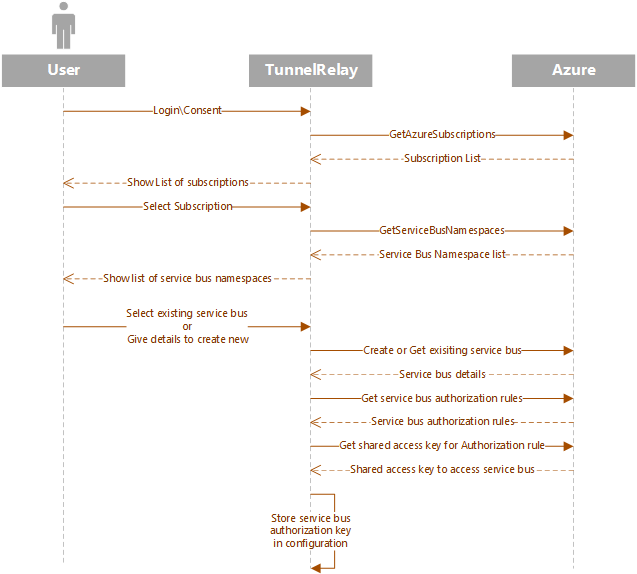 User
TunnelRelay
Azure
Login\Consent
GetAzureSubscriptions
Subscription List
Show List of subscriptions
Select Subscription
GetServiceBusNamespaces
Service Bus Namespace list
Show list of service bus namespaces
Select existing service bus
or
Give details to create new
Create or Get exisiting service bus
Service bus details
Get service bus authorization rules
Service bus authorization rules
Get shared access key for Authorization rule
Shared access key to access service bus
Store service bus
authorization key
in configuration